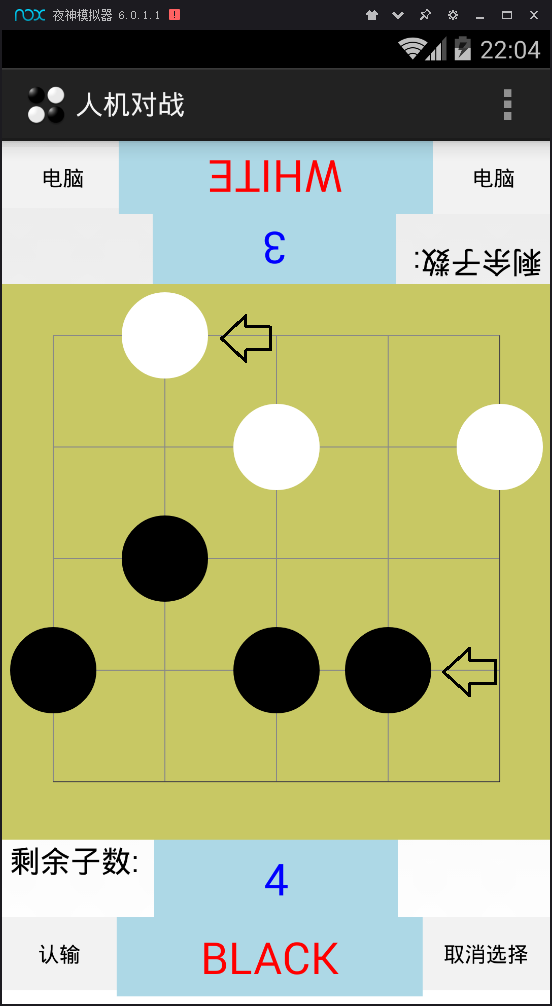 nox 夜神模拟器 6.0.1.1
22:04
人机对战
电脑 WHITE 电脑
3 剩余子数:
剩余子数: 4
认输 BLACK 取消选择